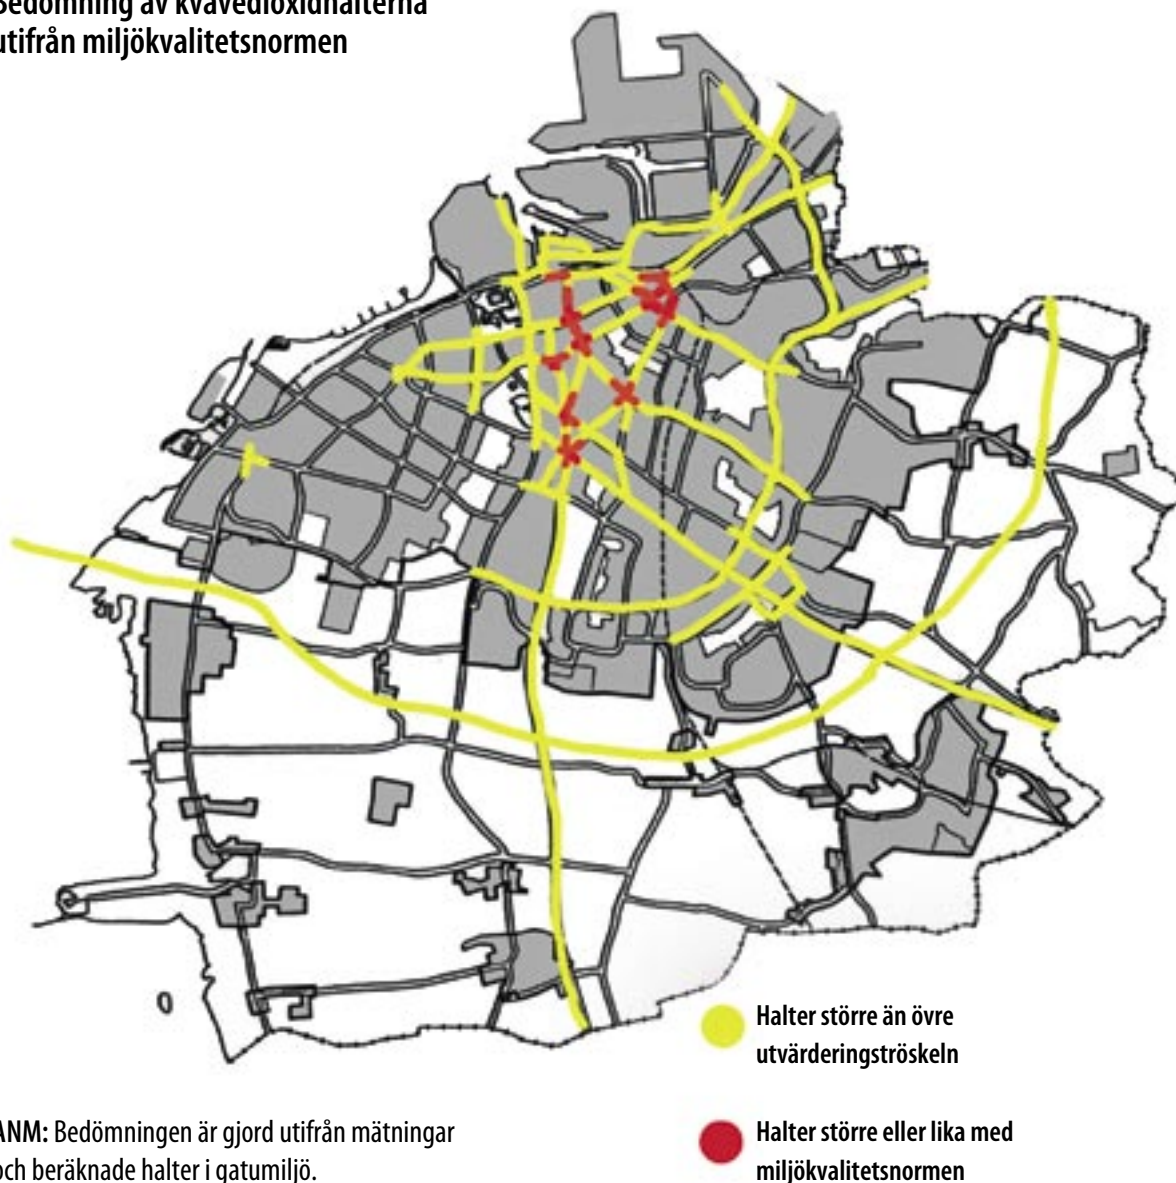 Bedömning av kvävedioxidhalterna
utifrån miljökvalitetsnormen
Halter större än övre
utvärderingströskeln
ANM: Bedömningen är gjord utifrån mätningar
och beräknade halter i gatumiljö.
Halter större eller lika med
miljökvalitetsnormen